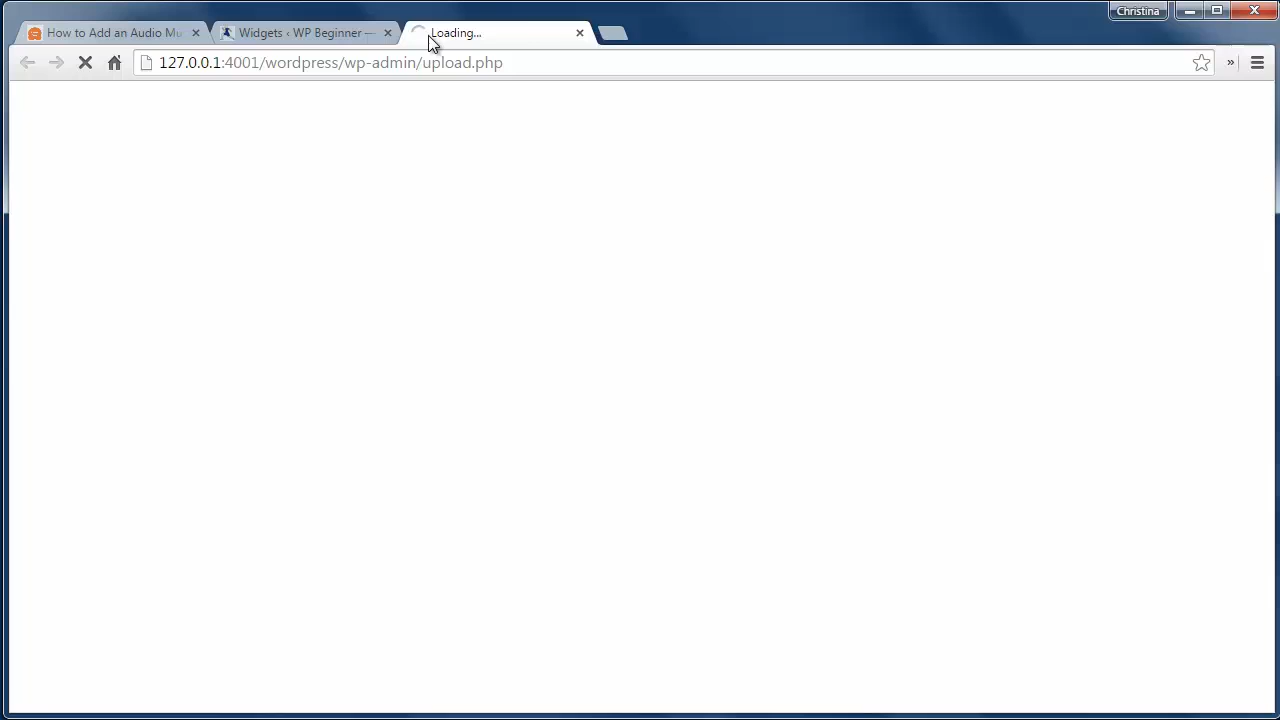 Christina
How to Add an Audio Mu
Widgets ‹ WP Beginner —
Loading...
127.0.0.1:4001/wordpress/wp-admin/upload.php
»